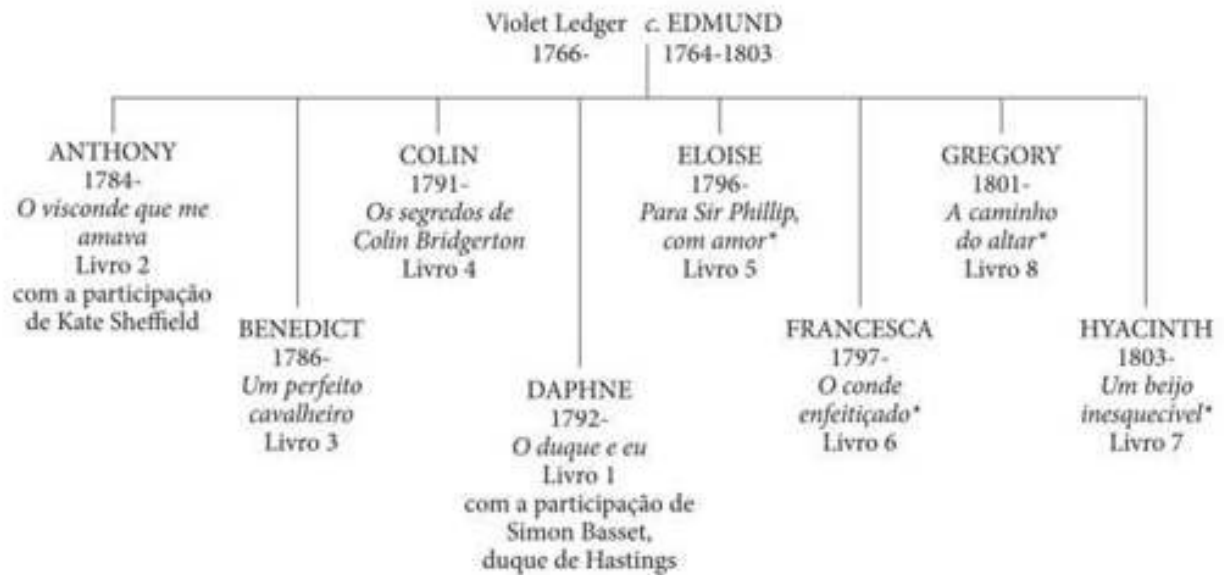 Violet Ledger c. EDMUND
1766- 1764-1803
ANTHONY
1784-
O visconde que me
amava
Livro 2
com a participação
de Kate Sheffield
BENEDICT
1786-
Um perfeito
cavalheiro
Livro 3
COLIN
1791-
Os segredos de
Colin Bridgerton
Livro 4
DAPHNE
1792-
O duque e eu
Livro 1
com a participação de
Simon Basset,
duque de Hastings
ELOISE
1796-
Para Sir Phillip,
com amor*
Livro 5
FRANCESCA
1797-
O conde
enfeitiçado*
Livro 6
GREGORY
1801-
A caminho
do altar*
Livro 8
HYACINTH
1803-
Um beijo
inesquecível*
Livro 7